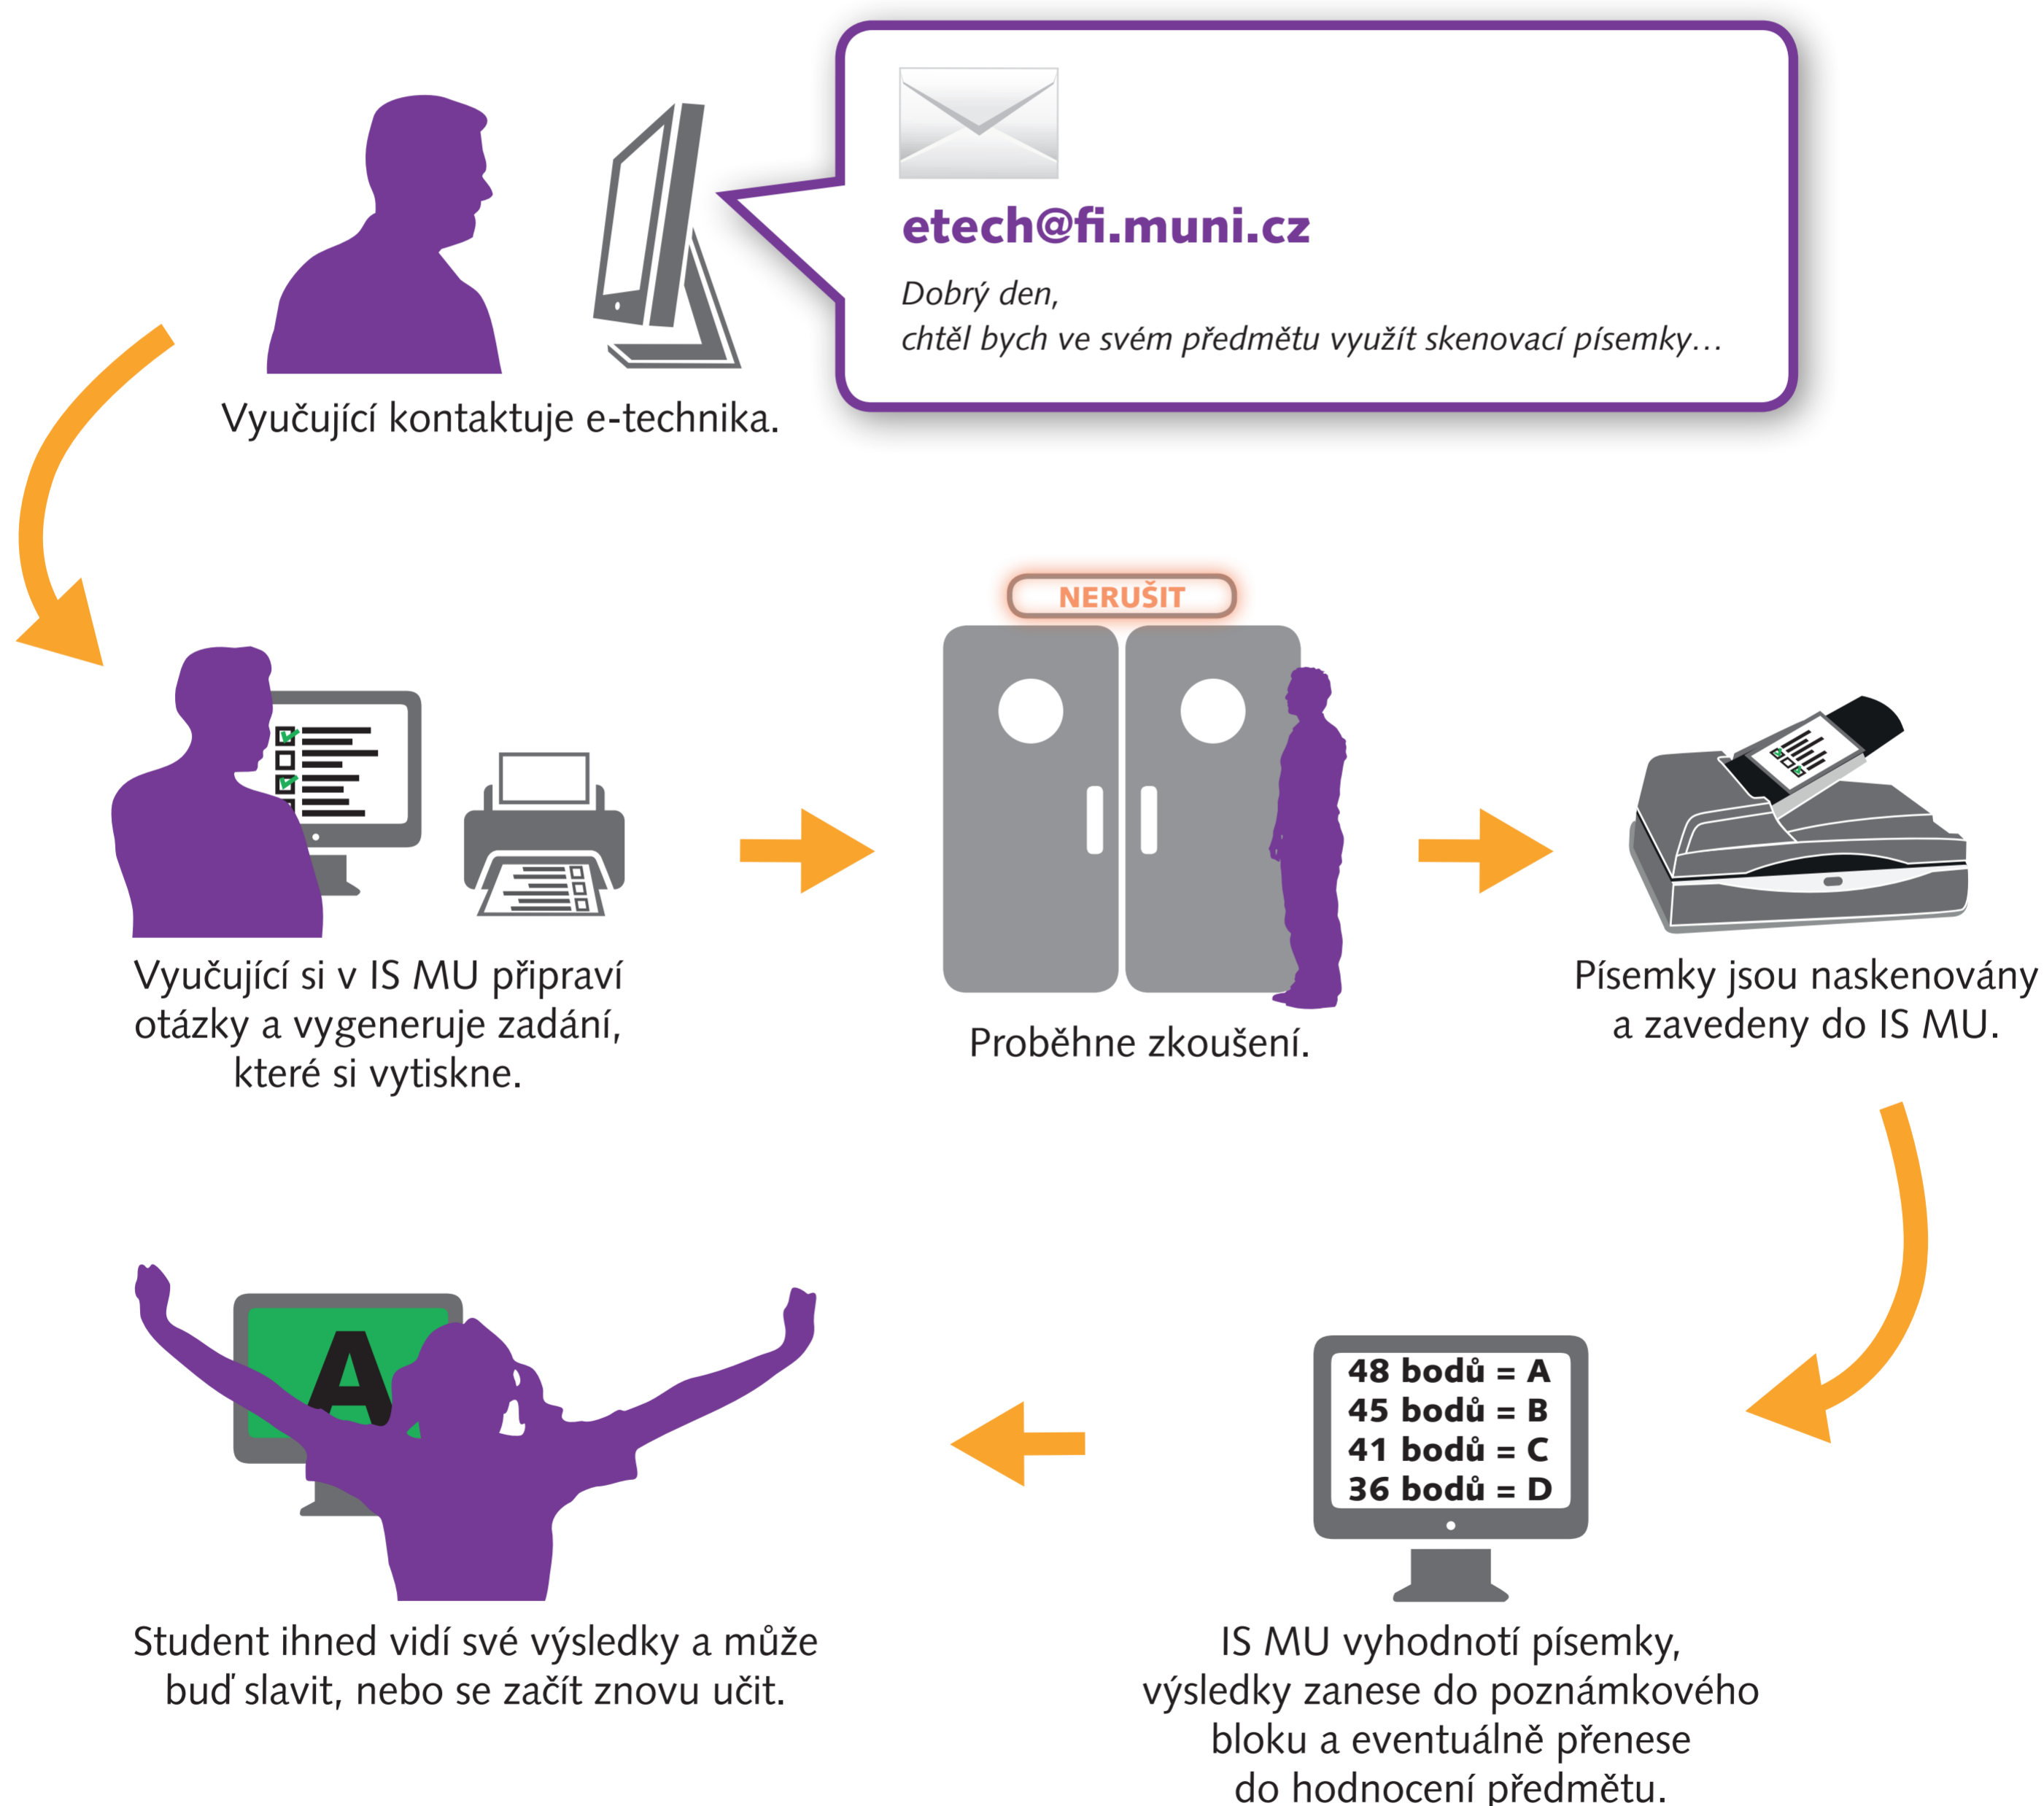 etech@fi.muni.cz
Dobrý den,
chtěl bych ve svém předmětu využít skenovací písemky…
Vyučující kontaktuje e-technika.
NERUŠIT
Vyučující si v IS MU připraví
otázky a vygeneruje zadání,
které si vytiskne.
Proběhne zkoušení.
Písemky jsou naskenovány
a zavedeny do IS MU.
48 bodů = A
45 bodů = B
41 bodů = C
36 bodů = D
IS MU vyhodnotí písemky,
výsledky zanese do poznámkového
bloku a eventuálně přenese
do hodnocení předmětu.
A
Student ihned vidí své výsledky a může
buď slavit, nebo se začít znovu učit.